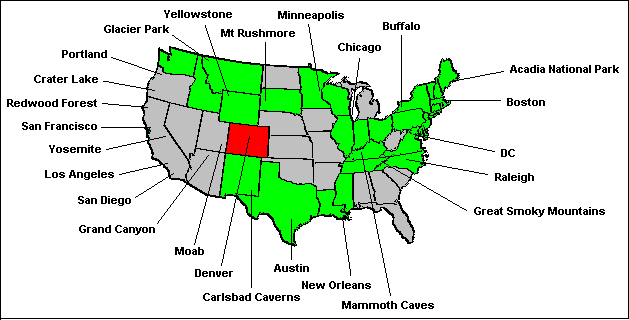 Yellowstone
Minneapolis
Glacier Park
Mt Rushmore
Buffalo
Portland
Chicago
Crater Lake
Acadia National Park
Redwood Forest
Boston
San Francisco
Yosemite
DC
Los Angeles
Raleigh
San Diego
Great Smoky Mountains
Grand Canyon
Moab
Denver
Austin
New Orleans
Carlsbad Caverns
Mammoth Caves